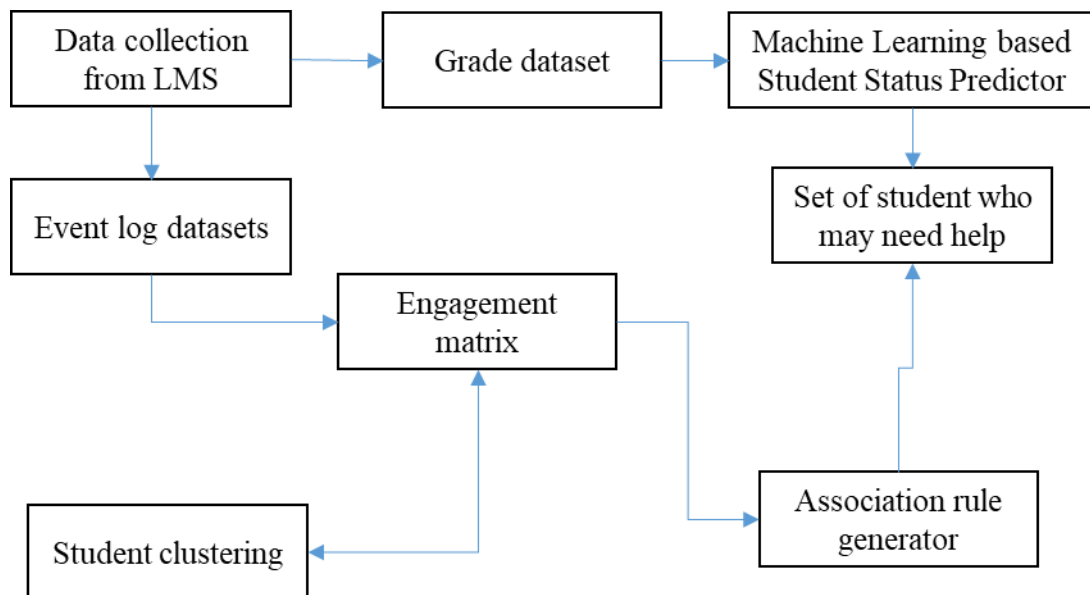 Data collection
from LMS
Grade dataset
Machine Learning based
Student Status Predictor
Event log datasets
Set of student who
may need help
Engagement
matrix
Association rule
generator
Student clustering